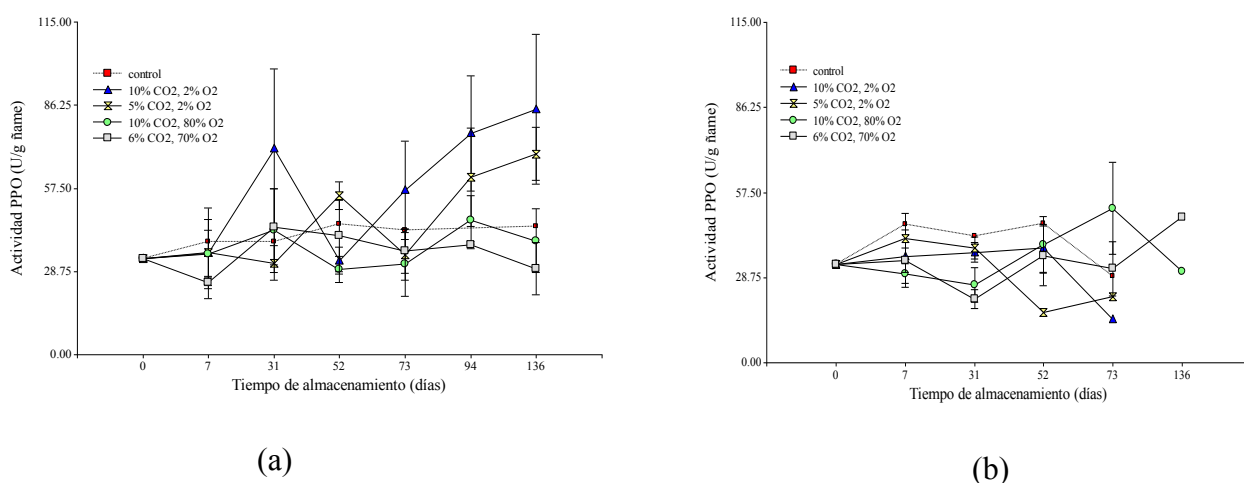 115.00
86.25
57.50
28.75
0.00
Actividad PPO (U/g ñame)
control
10% CO2, 2% O2
5% CO2, 2% O2
10% CO2, 80% O2
6% CO2, 70% O2
0 7 31 52 73 94 136
Tiempo de almacenamiento (días)
(a)
115.00
86.25
57.50
28.75
0.00
Actividad PPO (U/g ñame)
control
10% CO2, 2% O2
5% CO2, 2% O2
10% CO2, 80% O2
6% CO2, 70% O2
0 7 31 52 73 136
Tiempo de almacenamiento (días)
(b)